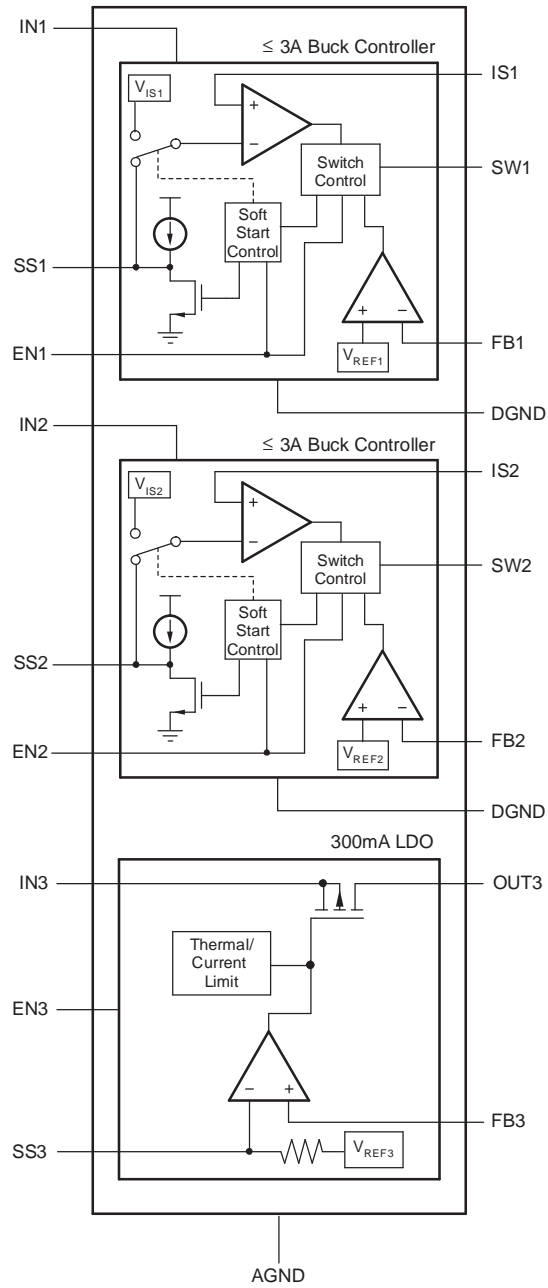 IN1
≤ 3A Buck Controller
IS1
V_IS1
+
−
Switch
Control
SW1
Soft
Start
Control
SS1
+ −
EN1
V_REF1
FB1
DGND
IN2
≤ 3A Buck Controller
IS2
V_IS2
+
−
Switch
Control
SW2
Soft
Start
Control
SS2
+ −
EN2
V_REF2
FB2
DGND
300mA LDO
IN3
OUT3
Thermal/
Current
Limit
EN3
− +
FB3
SS3
V_REF3
AGND